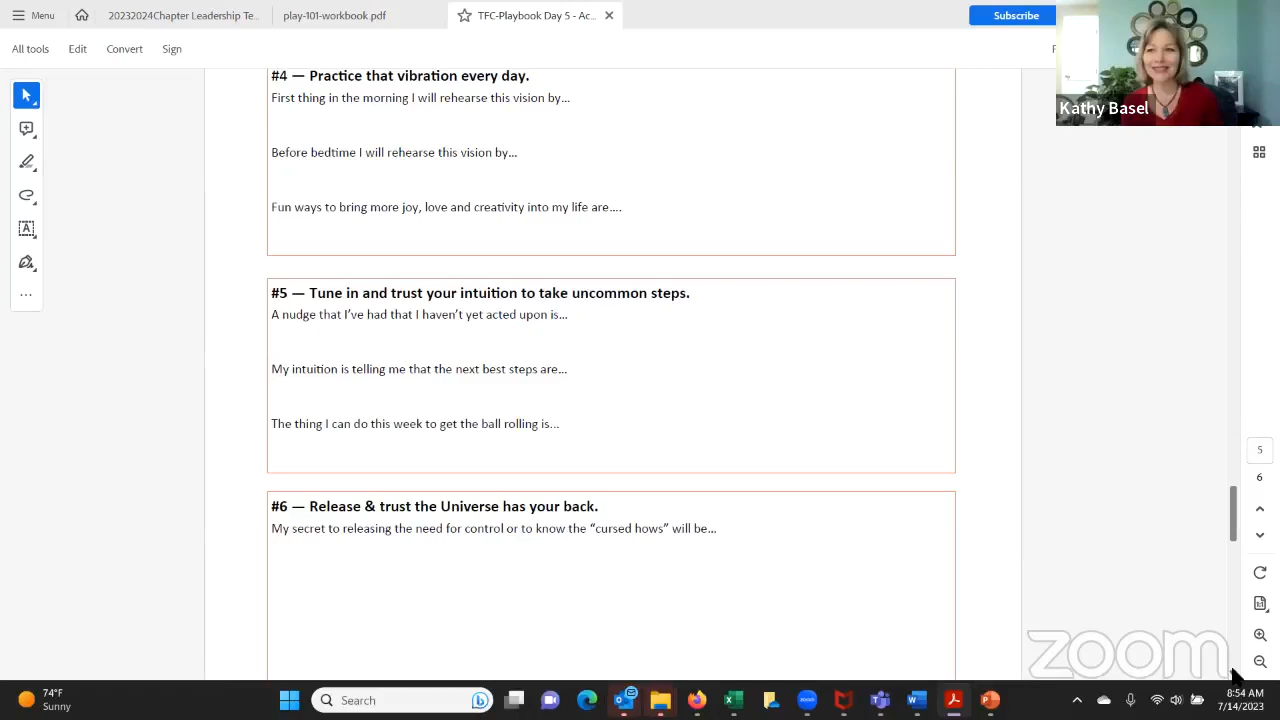 Menu
20232024Chapter Leadership Te...
play-101-workbook.pdf
TFC-Playbook Day 5 - Ac...
Subscribe
All tools
Edit
Convert
Sign
Kathy Basel
#4 — Practice that vibration every day.
First thing in the morning I will rehearse this vision by…
Before bedtime I will rehearse this vision by…
Fun ways to bring more joy, love and creativity into my life are….
#5 — Tune in and trust your intuition to take uncommon steps.
A nudge that I’ve had that I haven’t yet acted upon is…
My intuition is telling me that the next best steps are…
The thing I can do this week to get the ball rolling is...
5
6
#6 — Release & trust the Universe has your back.
My secret to releasing the need for control or to know the “cursed hows” will be…
zoom
74°F
Sunny
Search
8:54 AM
7/14/2023